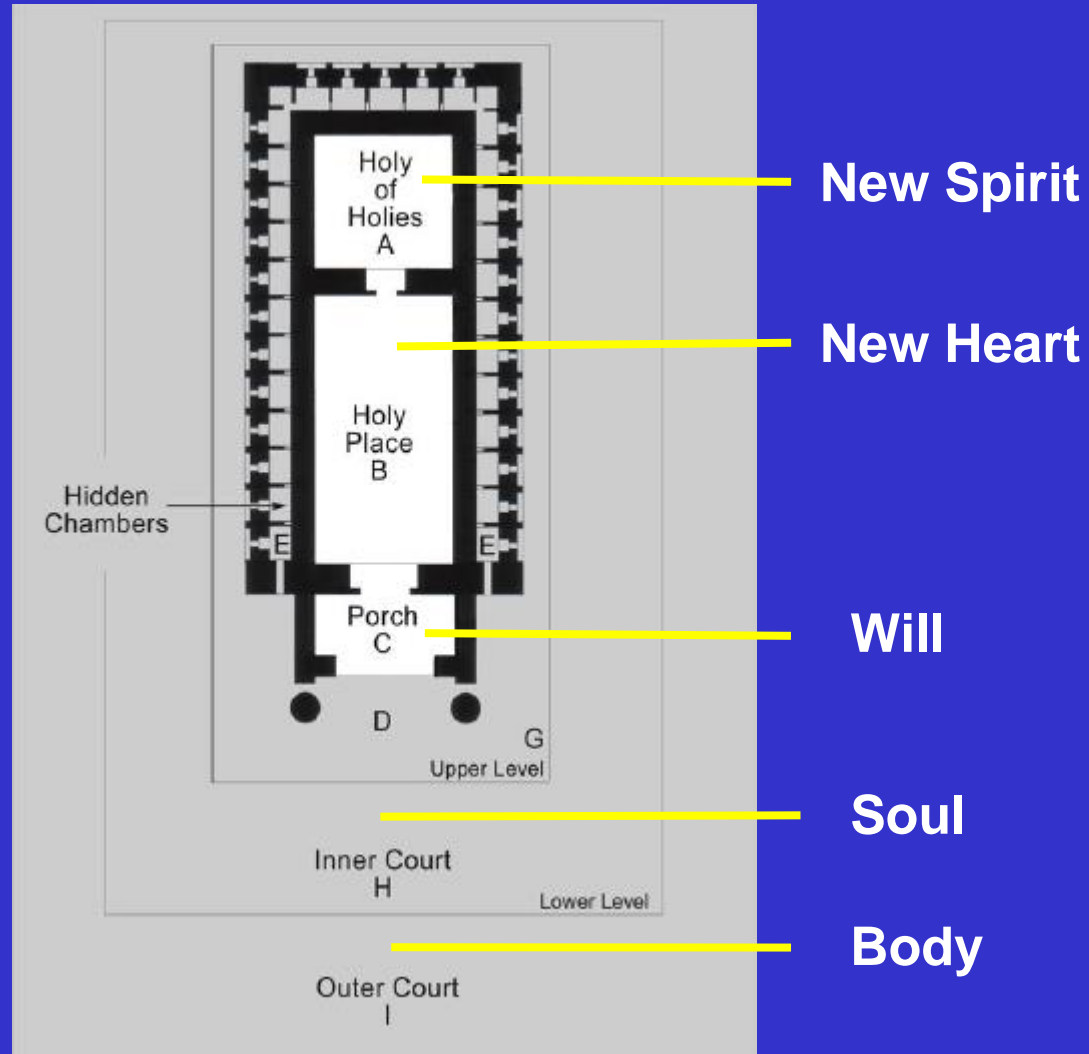 Holy
of
Holies
A
New Spirit
New Heart
Holy
Place
B
Hidden
Chambers
E
E
Porch
C
Will
D
G
Upper Level
Soul
Inner Court
H
Lower Level
Body
Outer Court
I